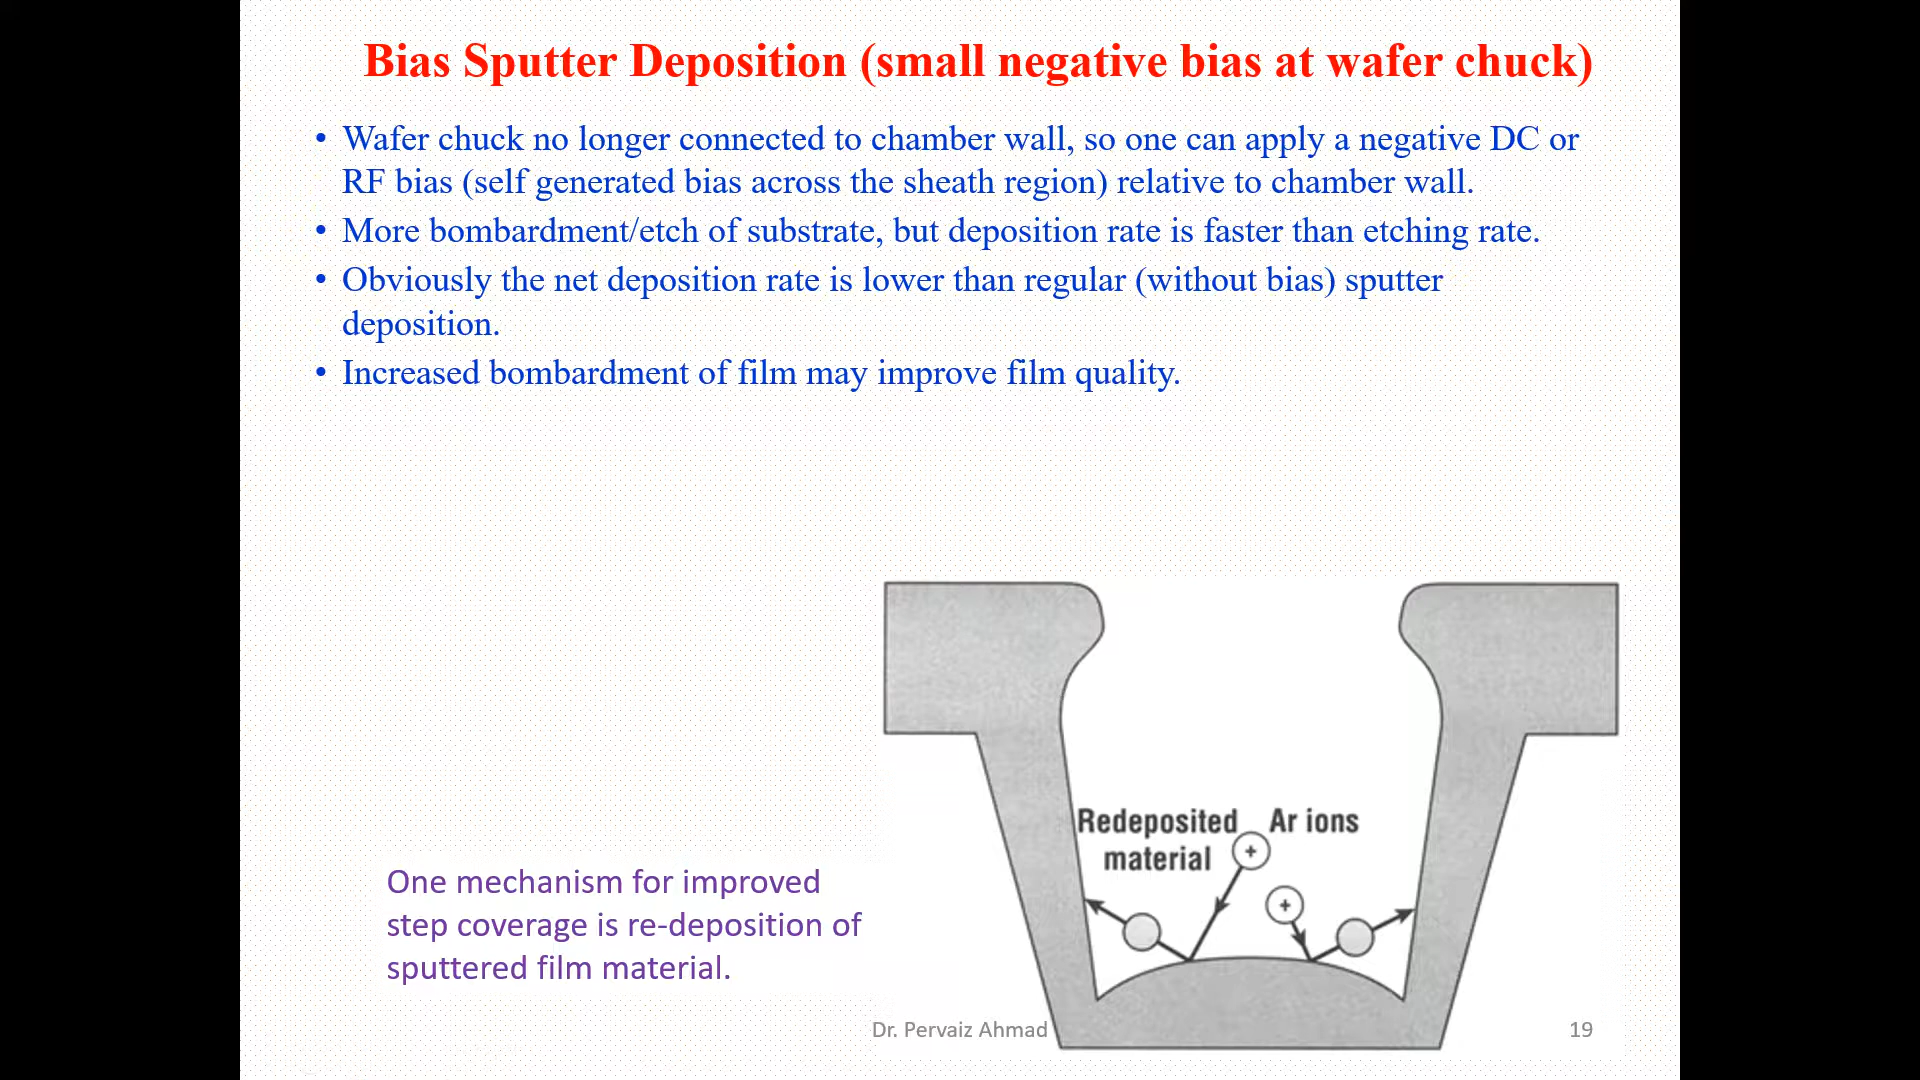 Bias Sputter Deposition (small negative bias at wafer chuck)
• Wafer chuck no longer connected to chamber wall, so one can apply a negative DC or
RF bias (self generated bias across the sheath region) relative to chamber wall.
• More bombardment/etch of substrate, but deposition rate is faster than etching rate.
• Obviously the net deposition rate is lower than regular (without bias) sputter
deposition.
• Increased bombardment of film may improve film quality.
Redeposited Ar ions
material
+
+
One mechanism for improved
step coverage is re-deposition of
sputtered film material.
Dr. Pervaiz Ahmad
19